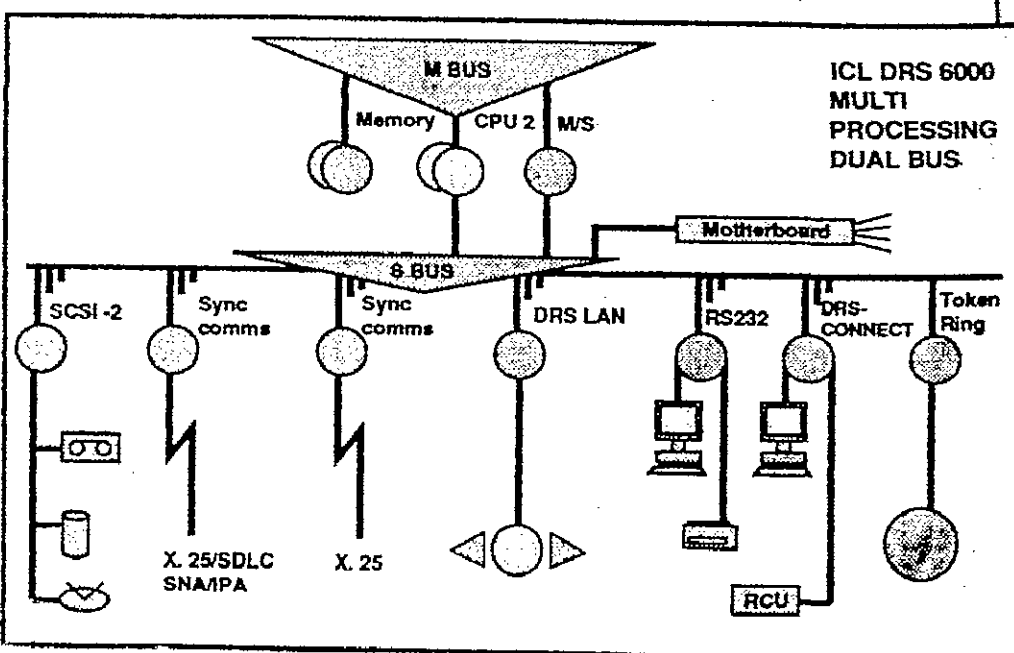 M BUS
ICL DRS 6000
MULTI
PROCESSING
DUAL BUS
Memory
CPU 2
M/S
Motherboard
S BUS
SCSI -2
Sync
comms
Sync
comms
DRS LAN
RS232
DRS-
CONNECT
Token
Ring
X. 25/SDLC
SNA/IPA
X. 25
RCU